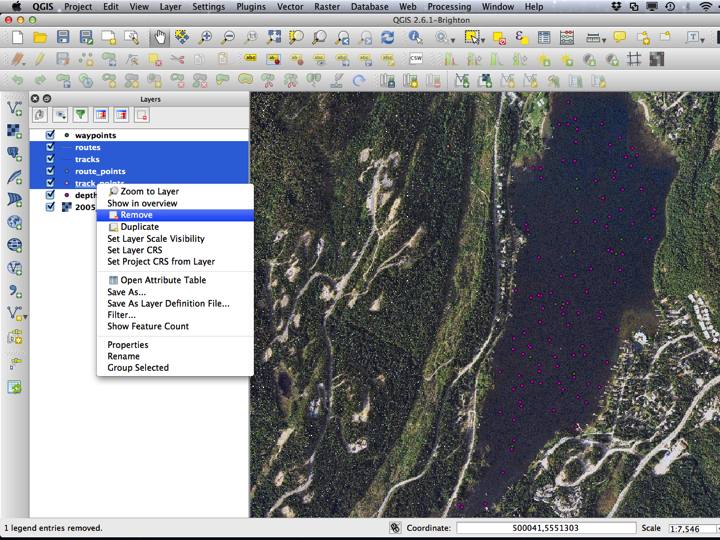 QGIS Project Edit View Layer Settings Plugins Vector Raster Database Web Processing Window Help
QGIS 2.6.1-Brighton
CSW
Layers
waypoints
routes
tracks
route_points
track_points
depth
2005
Zoom to Layer
Show in overview
Remove
Duplicate
Set Layer Scale Visibility
Set Layer CRS
Set Project CRS from Layer
Open Attribute Table
Save As...
Save As Layer Definition File...
Filter...
Show Feature Count
Properties
Rename
Group Selected
1 legend entries removed.
Coordinate: 500041,5551303 Scale 1:7,546